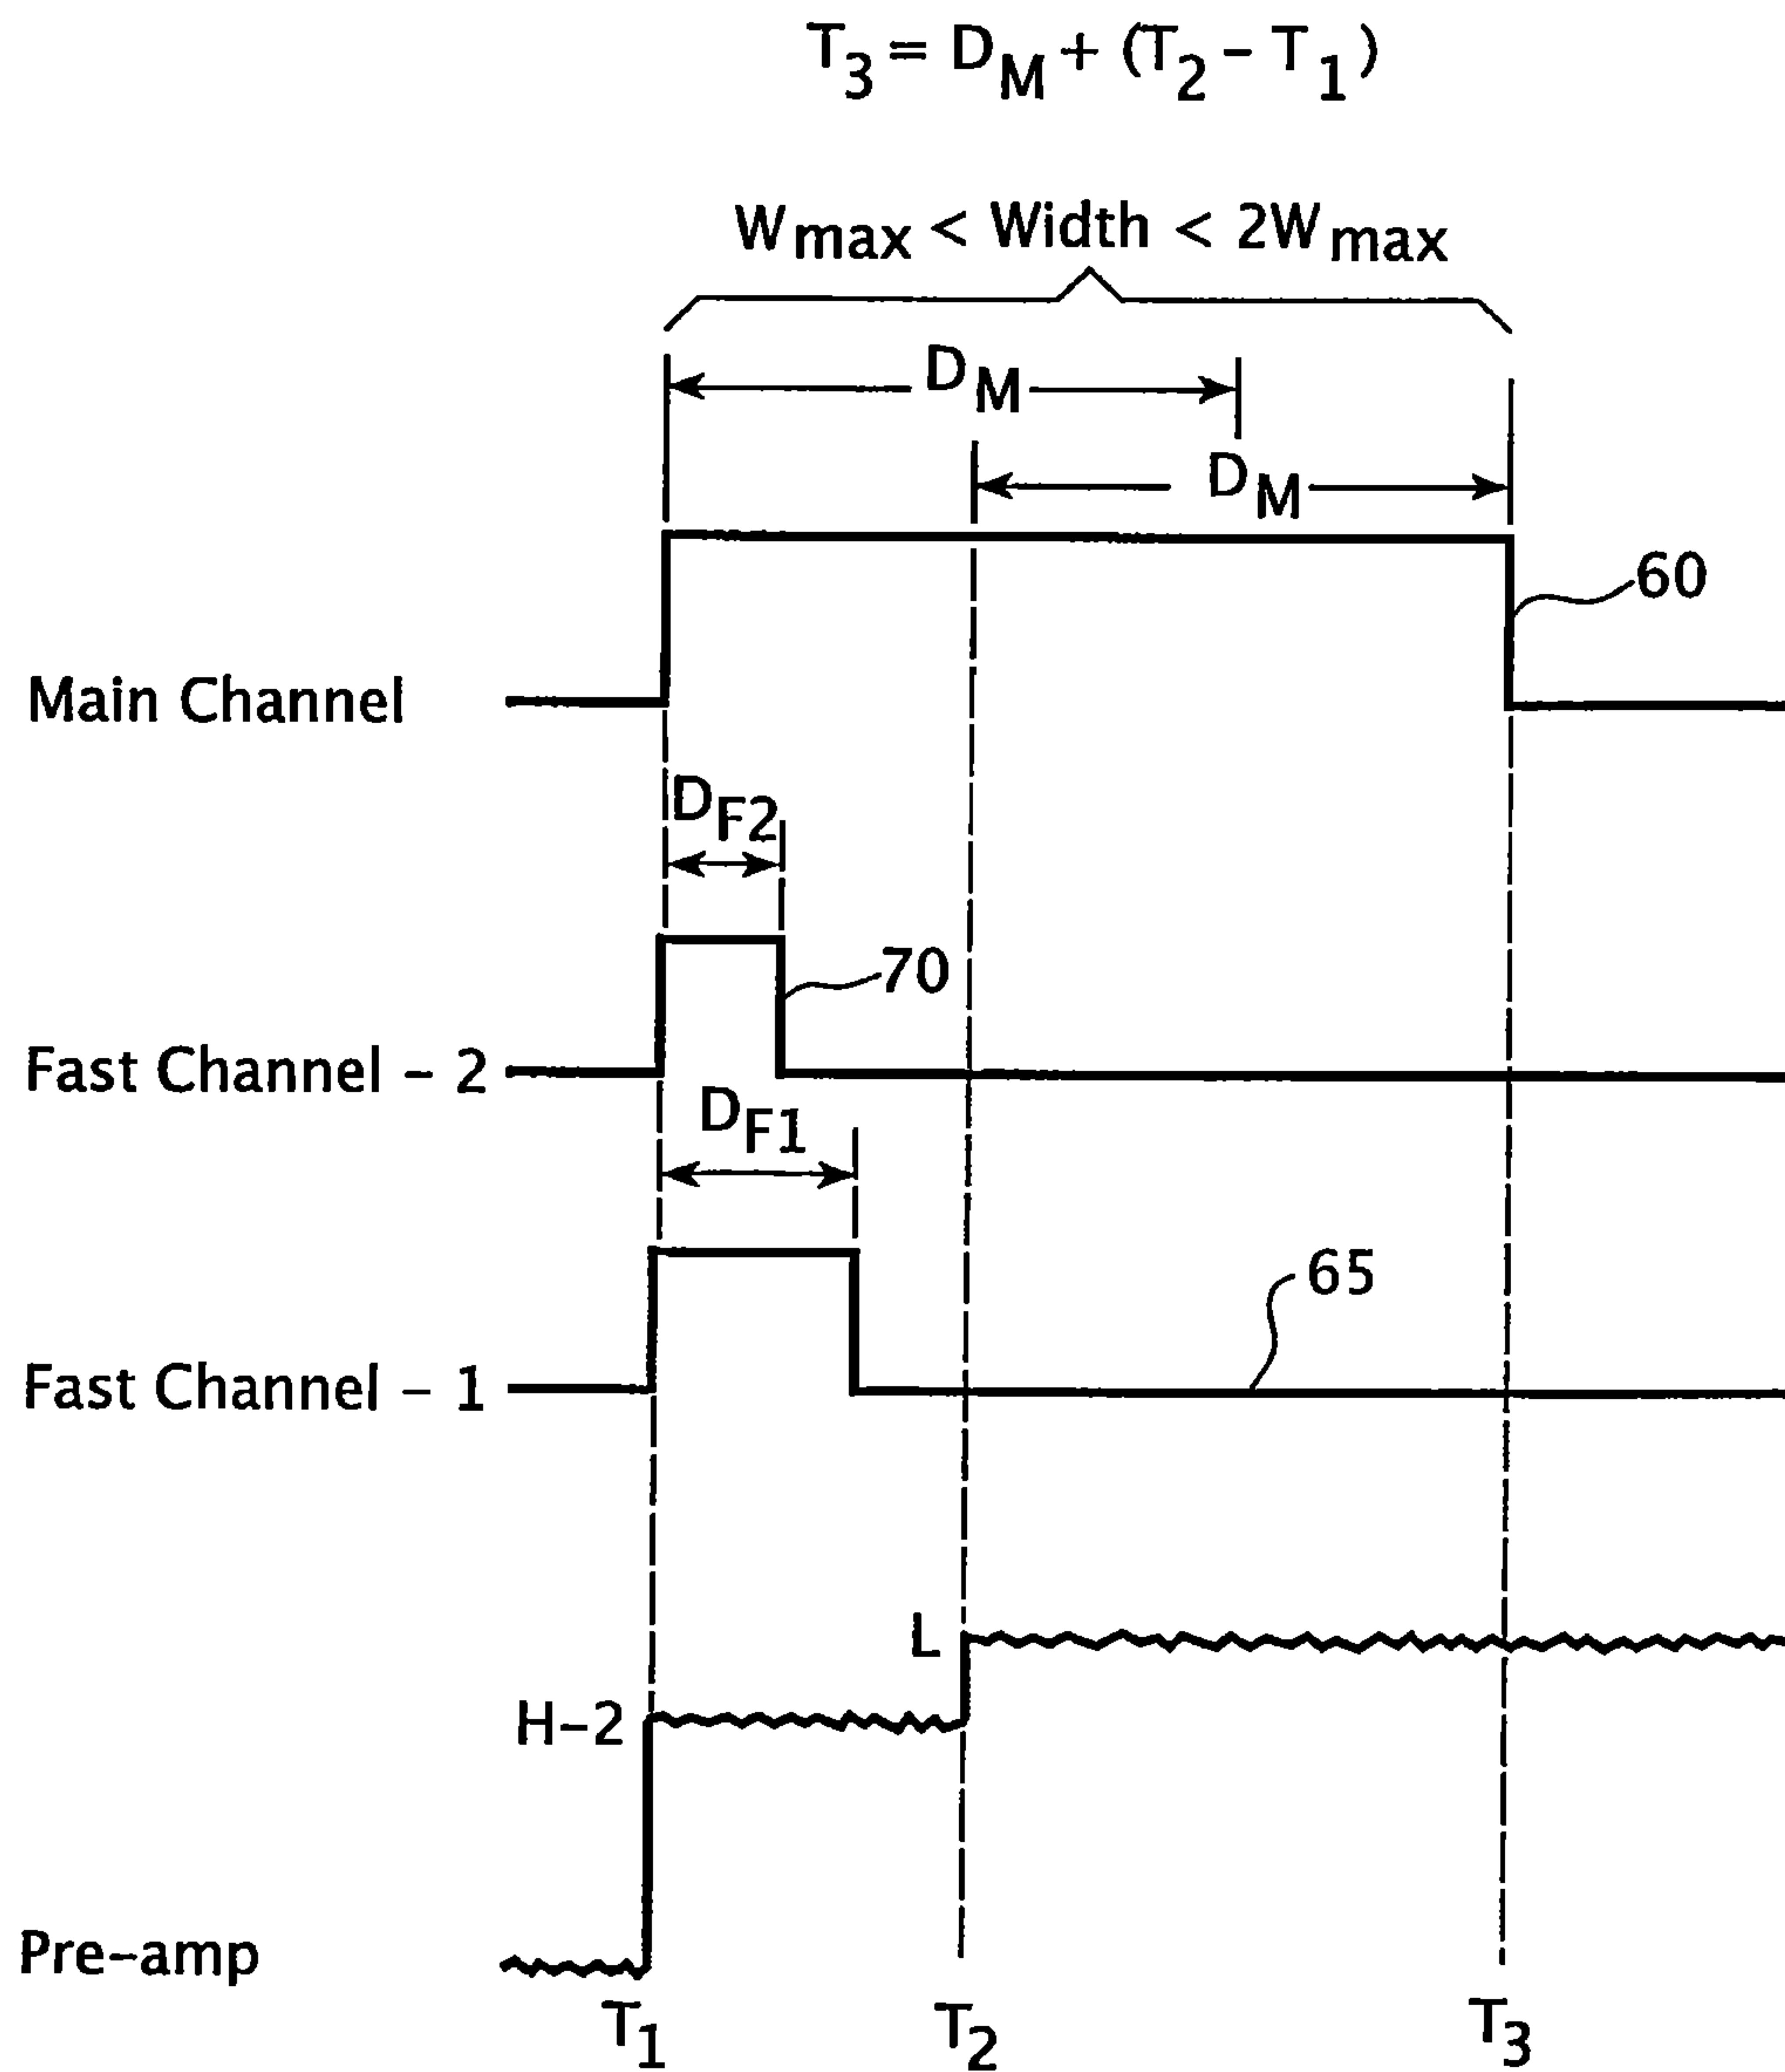 T3 = DM + (T2 - T1)
Wmax < Width < 2Wmax
DM
DM
60
Main Channel
DF2
70
Fast Channel - 2
DF1
65
Fast Channel - 1
L
H-2
Pre-amp
T1 T2 T3